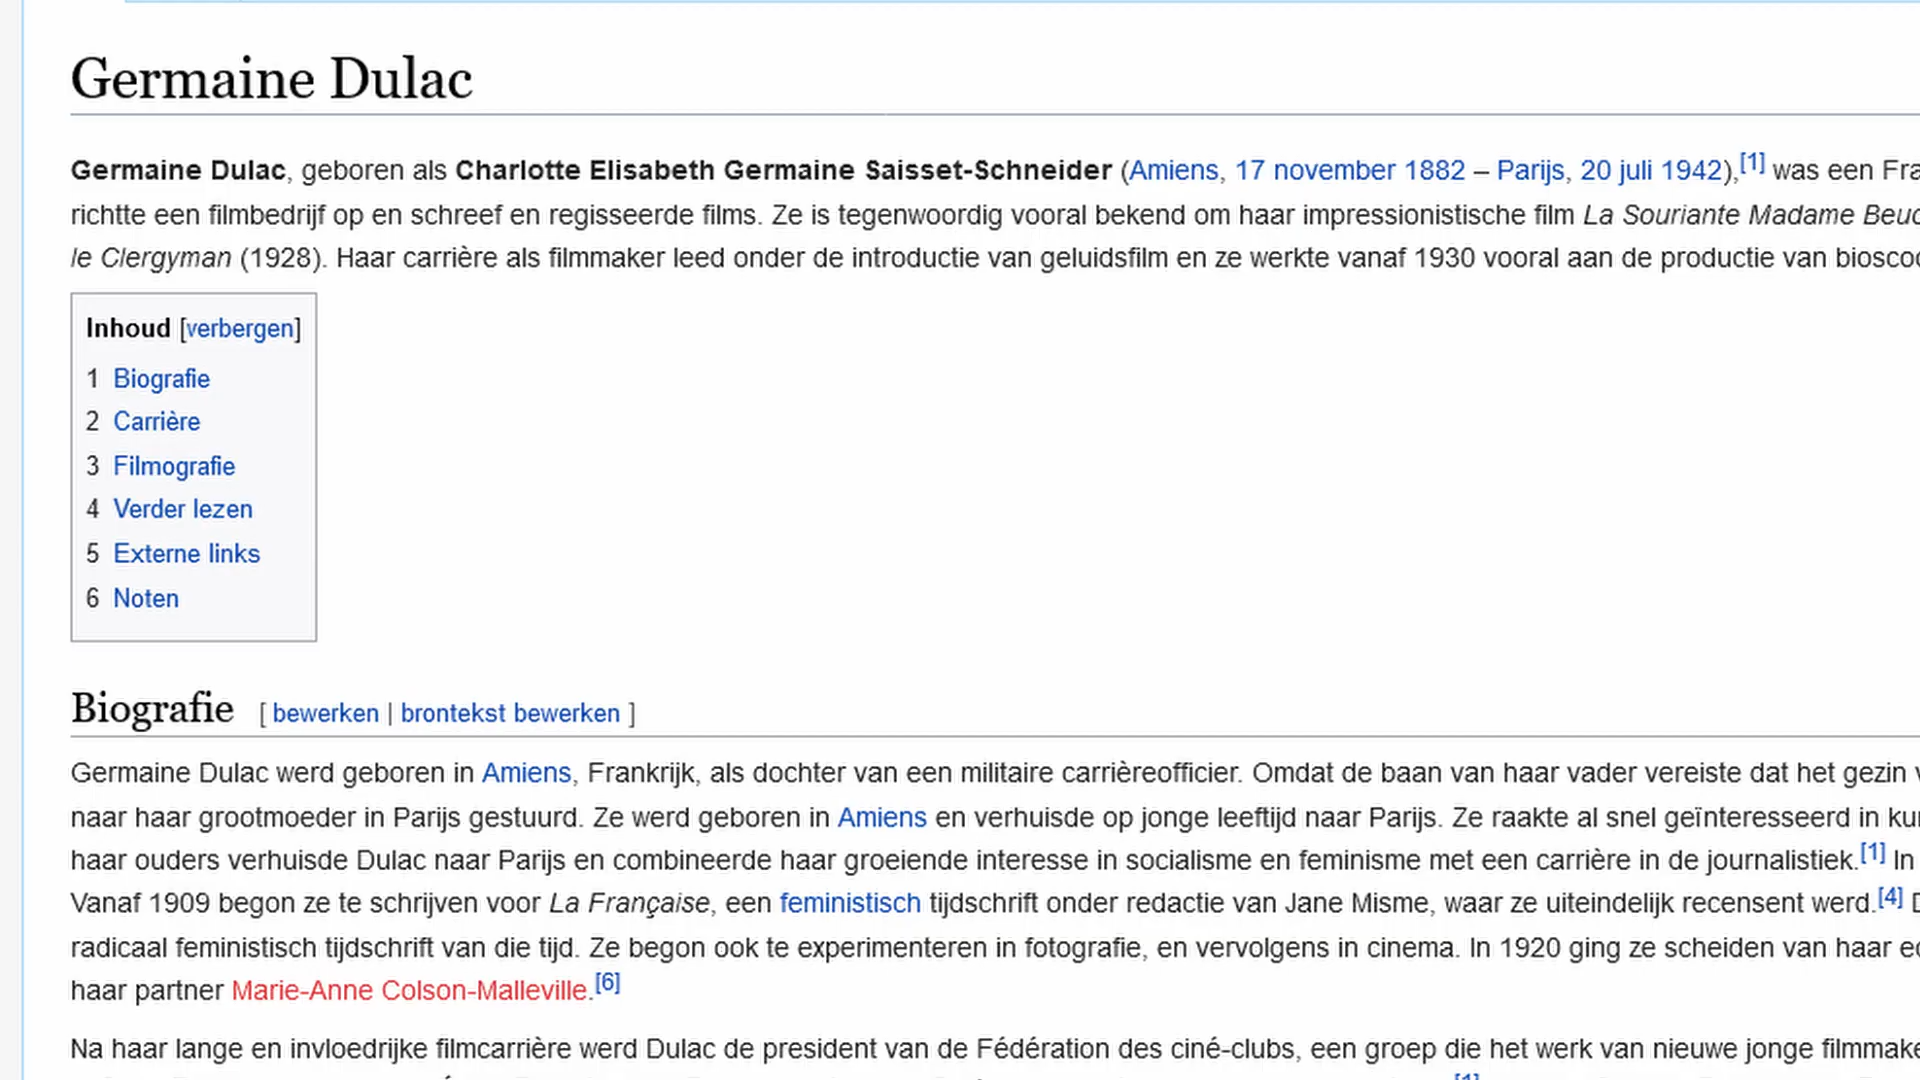 Germaine Dulac
Germaine Dulac, geboren als Charlotte Elisabeth Germaine Saisset-Schneider (Amiens, 17 november 1882 – Parijs, 20 juli 1942),[1] was een
richtte een filmbedrijf op en schreef en regisseerde films. Ze is tegenwoordig vooral bekend om haar impressionistische film La Souriante Madame
le Clergyman (1928). Haar carrière als filmmaker leed onder de introductie van geluidsfilm en ze werkte vanaf 1930 vooral aan de productie van
Inhoud [verbergen]
1 Biografie
2 Carrière
3 Filmografie
4 Verder lezen
5 Externe links
6 Noten
Biografie [ bewerken | brontekst bewerken ]
Germaine Dulac werd geboren in Amiens, Frankrijk, als dochter van een militaire carrièreofficier. Omdat de baan van haar vader vereiste dat het gezin
naar haar grootmoeder in Parijs gestuurd. Ze werd geboren in Amiens en verhuisde op jonge leeftijd naar Parijs. Ze raakte al snel geïnteresseerd in
haar ouders verhuisde Dulac naar Parijs en combineerde haar groeiende interesse in socialisme en feminisme met een carrière in de journalistiek.[1] In
Vanaf 1909 begon ze te schrijven voor La Française, een feministisch tijdschrift onder redactie van Jane Misme, waar ze uiteindelijk recensent werd.[4]
radicaal feministisch tijdschrift van die tijd. Ze begon ook te experimenteren in fotografie, en vervolgens in cinema. In 1920 ging ze scheiden van haar
haar partner Marie-Anne Colson-Malleville.[6]
Na haar lange en invloedrijke filmcarrière werd Dulac de president van de Fédération des ciné-clubs, een groep die het werk van nieuwe jonge